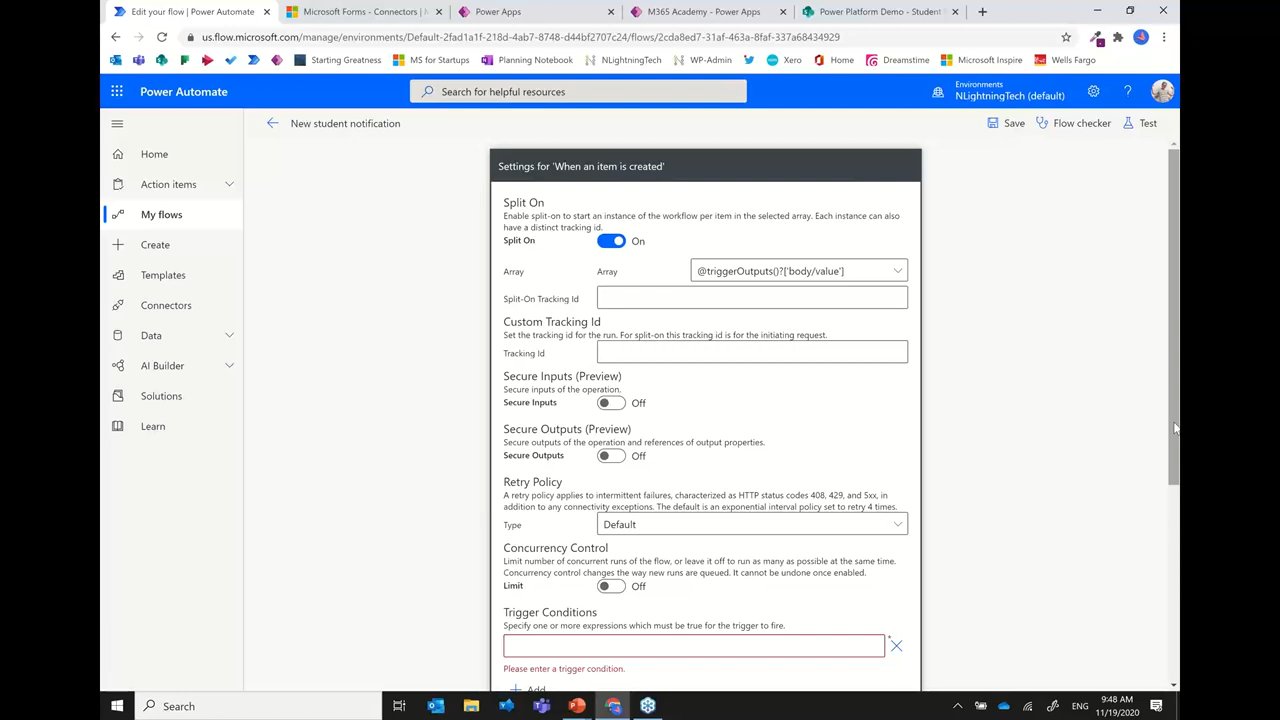 Edit your flow | Power Automate
Microsoft Forms - Connectors |
Power Apps
M365 Academy - Power Apps
Power Platform Demo - Student
us.flow.microsoft.com/manage/environments/Default-2fad1a1f-218d-4ab7-8748-d44bf2707c24/flows/2cda8ed7-31af-463a-8faf-337a68434929
Starting Greatness
MS for Startups
Planning Notebook
NLightningTech
WP-Admin
Xero
Home
Dreamstime
Microsoft Inspire
Wells Fargo
Power Automate
Search for helpful resources
Environments
NLightningTech (default)
New student notification
Save
Flow checker
Test
Home
Action items
My flows
Create
Templates
Connectors
Data
AI Builder
Solutions
Learn
Settings for 'When an item is created'
Split On
Enable split-on to start an instance of the workflow per item in the selected array. Each instance can also
have a distinct tracking id.
Split On On
Array Array @triggerOutputs()?['body/value']
Split-On Tracking Id
Custom Tracking Id
Set the tracking id for the run. For split-on this tracking id is for the initiating request.
Tracking Id
Secure Inputs (Preview)
Secure inputs of the operation.
Secure Inputs Off
Secure Outputs (Preview)
Secure outputs of the operation and references of output properties.
Secure Outputs Off
Retry Policy
A retry policy applies to intermittent failures, characterized as HTTP status codes 408, 429, and 5xx, in
addition to any connectivity exceptions. The default is an exponential interval policy set to retry 4 times.
Type Default
Concurrency Control
Limit number of concurrent runs of the flow, or leave it off to run as many as possible at the same time.
Concurrency control changes the way new runs are queued. It cannot be undone once enabled.
Limit Off
Trigger Conditions
Specify one or more expressions which must be true for the trigger to fire.
*
Please enter a trigger condition.
Add
Search
9:48 AM
11/19/2020